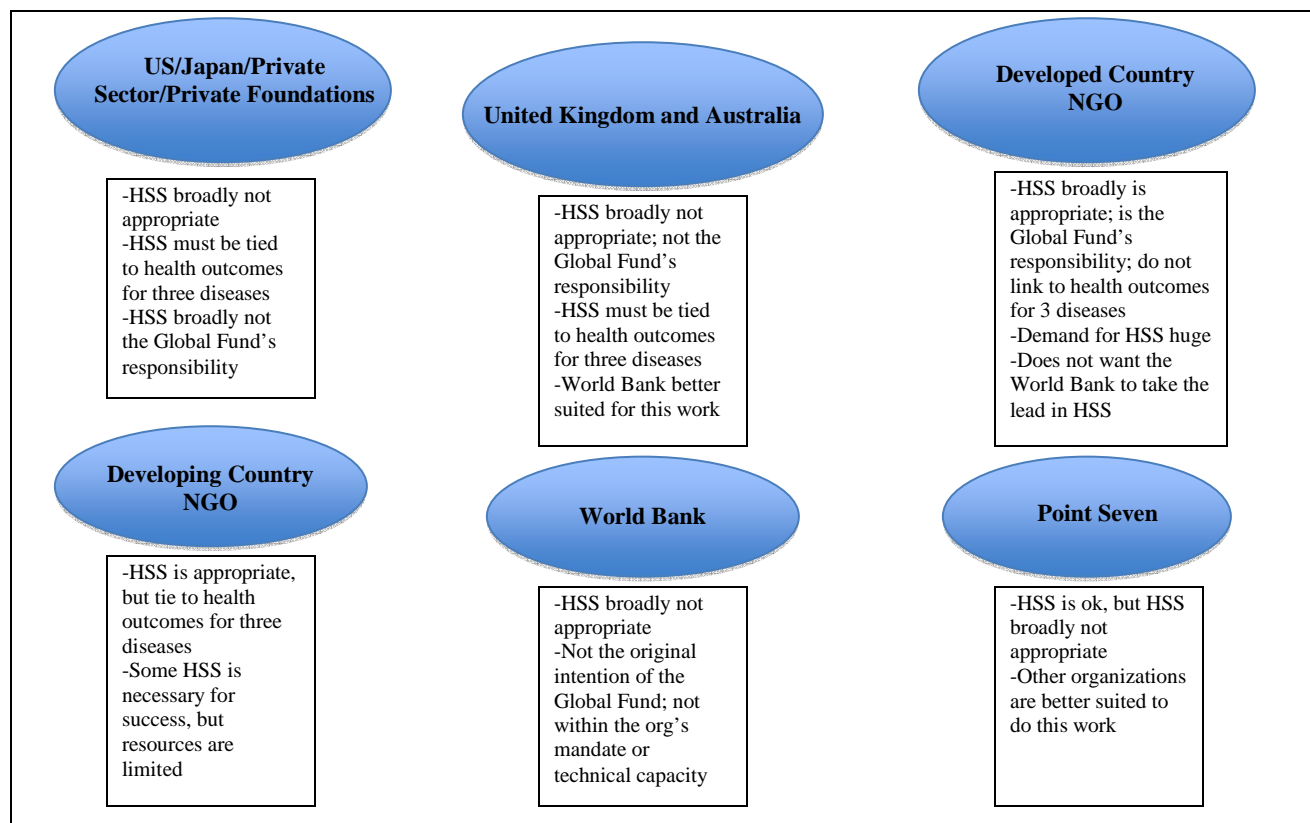 US/Japan/Private
Sector/Private Foundations
-HSS broadly not
appropriate
-HSS must be tied
to health outcomes
for three diseases
-HSS broadly not
the Global Fund's
responsibility
United Kingdom and Australia
-HSS broadly not
appropriate; not the
Global Fund's
responsibility
-HSS must be tied
to health outcomes
for three diseases
-World Bank better
suited for this work
Developed Country
NGO
-HSS broadly is
appropriate; is the
Global Fund's
responsibility; do not
link to health outcomes
for 3 diseases
-Demand for HSS huge
-Does not want the
World Bank to take the
lead in HSS
Developing Country
NGO
-HSS is appropriate,
but tie to health
outcomes for three
diseases
-Some HSS is
necessary for
success, but
resources are
limited
World Bank
-HSS broadly not
appropriate
-Not the original
intention of the
Global Fund; not
within the org's
mandate or
technical capacity
Point Seven
-HSS is ok, but HSS
broadly not
appropriate
-Other organizations
are better suited to
do this work